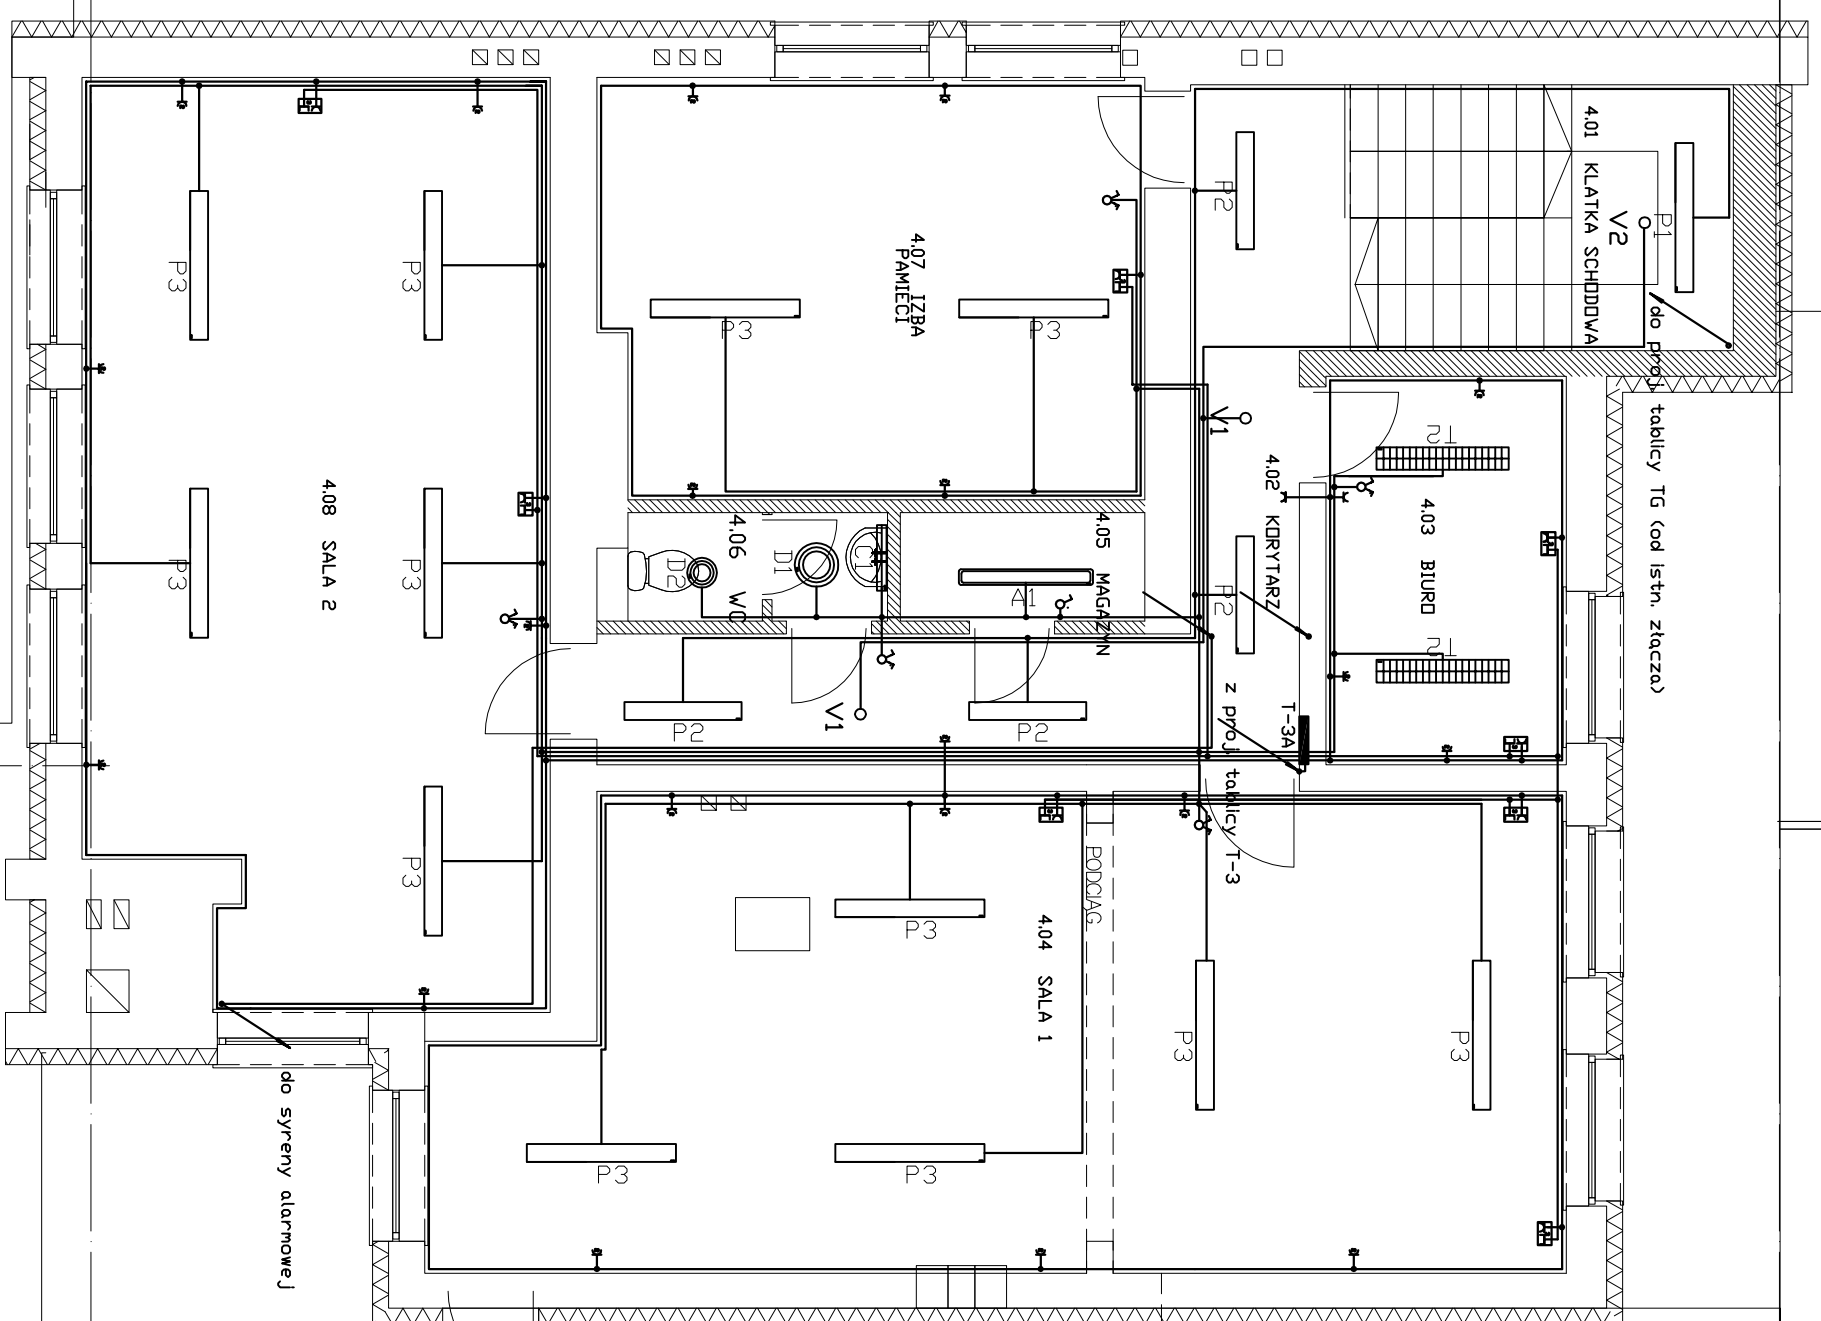 4.01 KLATKA SCHODOWA
V2
P1
P2
do proj. tablicy TG (od istn. złącza)
4.07 IZBA
PAMIĘCI
P3
P3
P3
P3
4.08 SALA 2
P3
P3
P3
V1
4.02 KORYTARZ
T5
4.03 BIURO
T5
4.05 MAGAZYN
4.06 WC
D2
D1
C1
A1
P2
V1
P2
P2
T-3A
z proj. tablicy T-3
PODCIĄG
4.04 SALA 1
P3
P3
P3
P3
P3
do syreny alarmowej